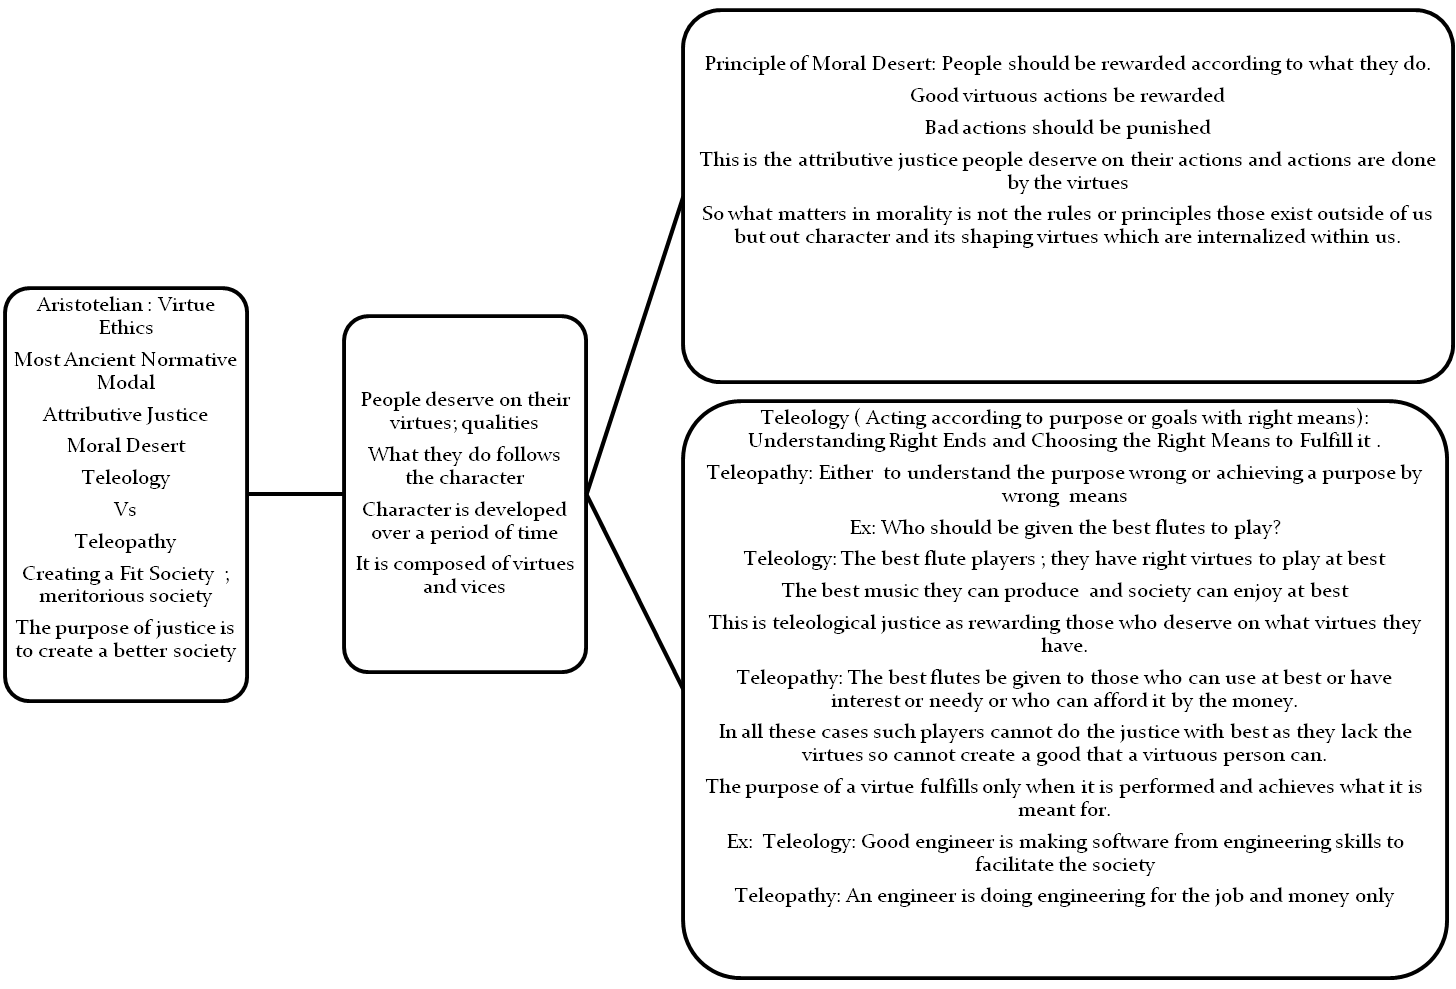 Aristotelian : Virtue
Ethics
Most Ancient Normative
Modal
Attributive Justice
Moral Desert
Teleology
Vs
Teleopathy
Creating a Fit Society ;
meritorious society
The purpose of justice is
to create a better society
People deserve on their
virtues; qualities
What they do follows
the character
Character is developed
over a period of time
It is composed of virtues
and vices
Principle of Moral Desert: People should be rewarded according to what they do.
Good virtuous actions be rewarded
Bad actions should be punished
This is the attributive justice people deserve on their actions and actions are done
by the virtues
So what matters in morality is not the rules or principles those exist outside of us
but out character and its shaping virtues which are internalized within us.
Teleology ( Acting according to purpose or goals with right means):
Understanding Right Ends and Choosing the Right Means to Fulfill it .
Teleopathy: Either to understand the purpose wrong or achieving a purpose by
wrong means
Ex: Who should be given the best flutes to play?
Teleology: The best flute players ; they have right virtues to play at best
The best music they can produce and society can enjoy at best
This is teleological justice as rewarding those who deserve on what virtues they
have.
Teleopathy: The best flutes be given to those who can use at best or have
interest or needy or who can afford it by the money.
In all these cases such players cannot do the justice with best as they lack the
virtues so cannot create a good that a virtuous person can.
The purpose of a virtue fulfills only when it is performed and achieves what it is
meant for.
Ex: Teleology: Good engineer is making software from engineering skills to
facilitate the society
Teleopathy: An engineer is doing engineering for the job and money only